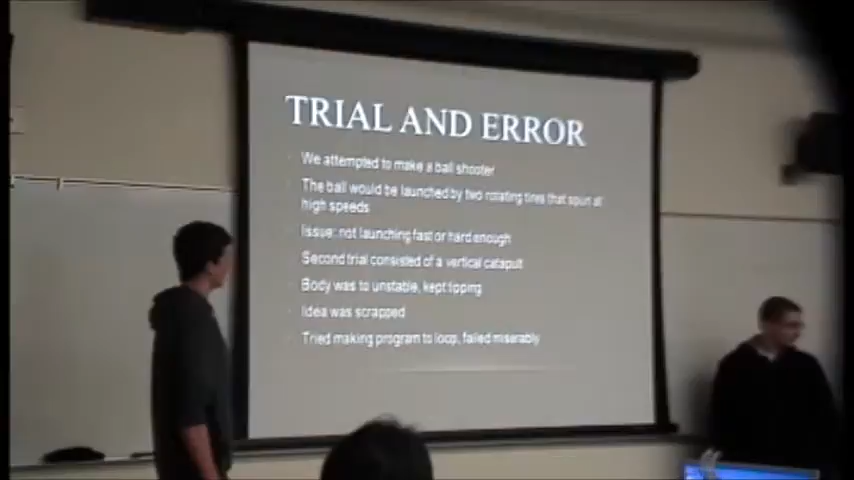 TRIAL AND ERROR
We attempted to make a ball shooter
The ball would be launched by two rotating tires that spun at
high speeds
Issue: not launching fast or hard enough
Second trial consisted of a vertical catapult
Body was to unstable, kept tipping
Idea was scrapped
Tried making program to loop, failed miserably